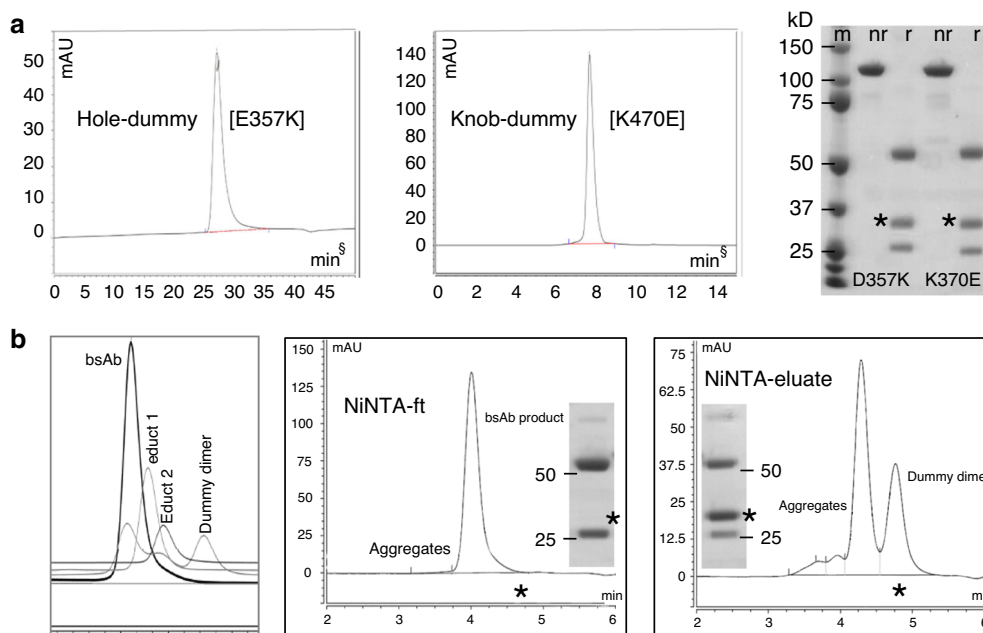 a
mAU
50
40
30
20
10
0
Hole-dummy [E357K]
min§
0 5 10 15 20 25 30 35 40 45
mAU
140
120
100
80
60
40
20
0
Knob-dummy [K470E]
min§
0 2 4 6 8 10 12 14
kD
m nr r nr r
150
100
75
50
37
25
* *
D357K K370E
b
bsAb
educt 1
Educt 2
Dummy dimer
mAU
150
125
100
75
50
25
0
NiNTA-ft
bsAb product
50
25
*
Aggregates
*
min
2 3 4 5 6
mAU
75
62.5
50
37.5
25
12.5
0
NiNTA-eluate
50
*
25
Aggregates
Dummy dime
*
m
2 3 4 5 6